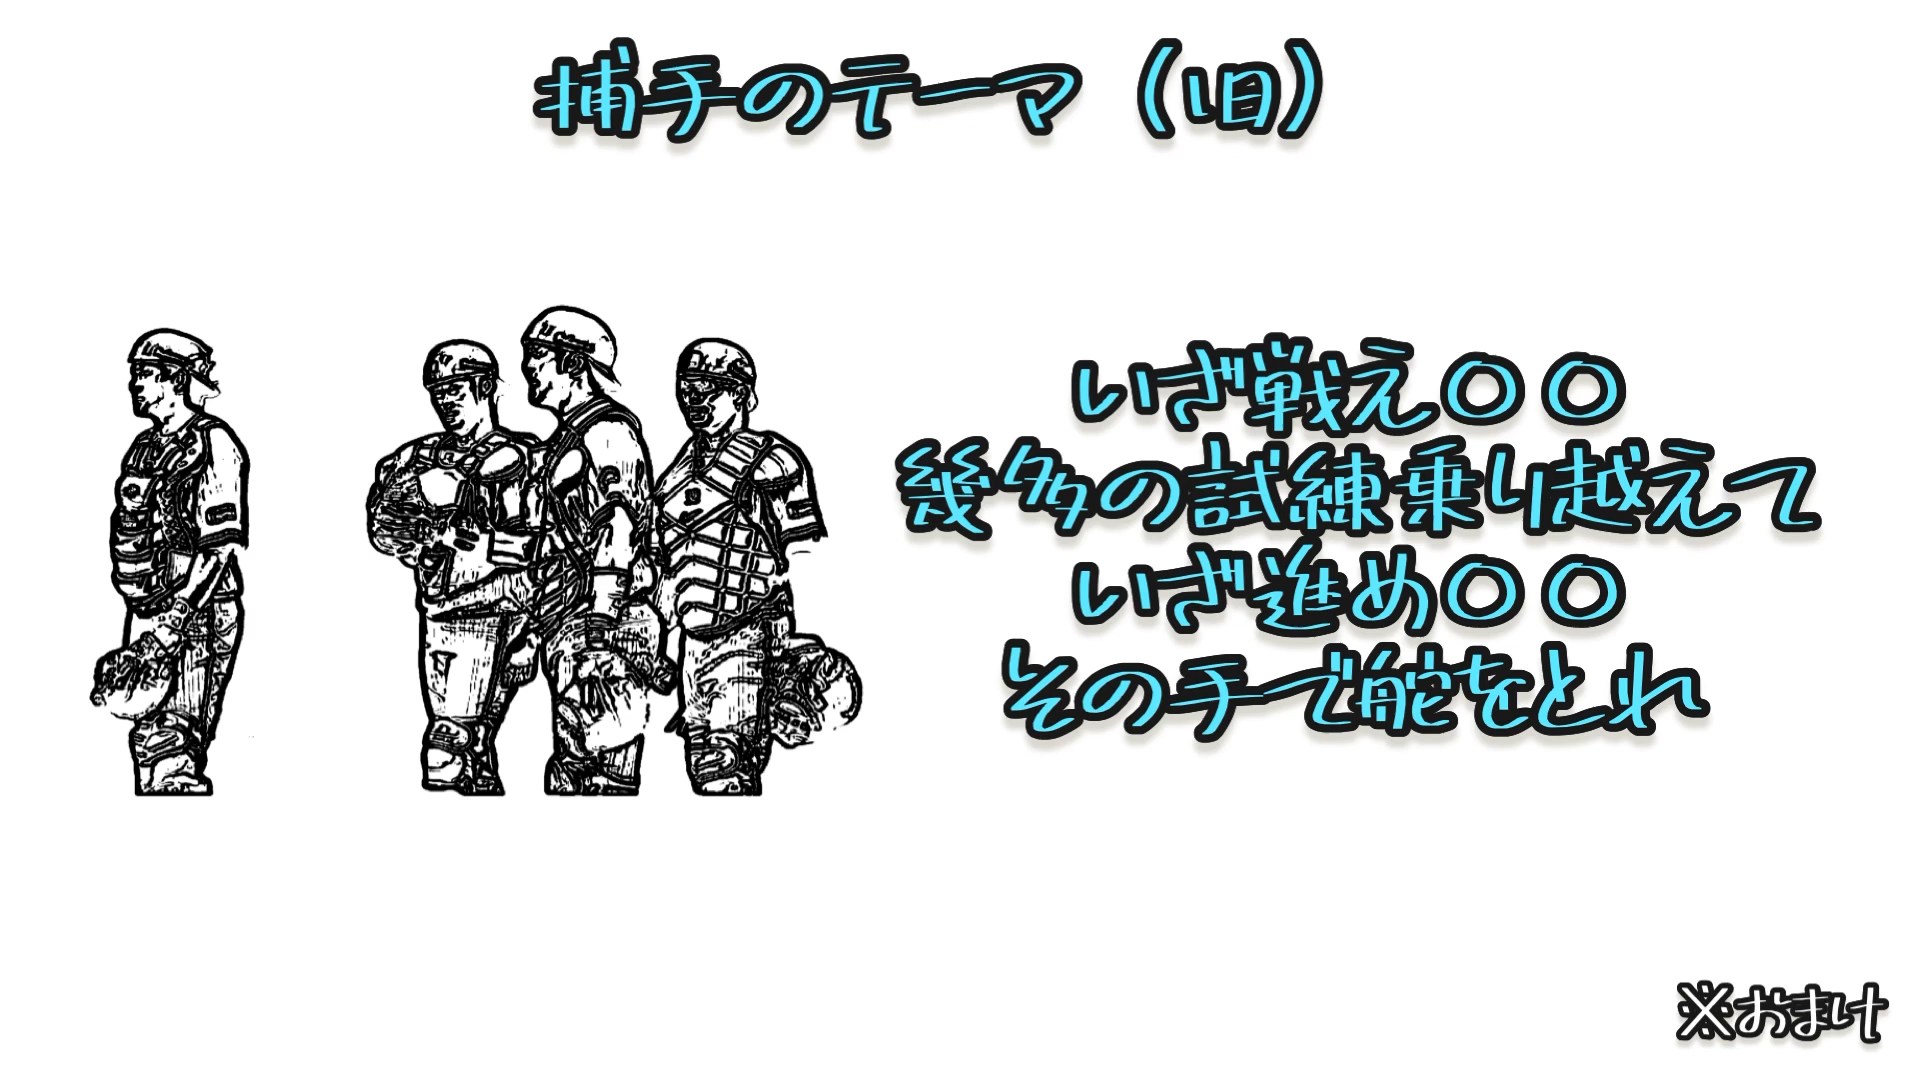 捕手のテーマ（旧）
いざ戦え〇〇
幾多の試練乗り越えて
いざ進め〇〇
その手で舵をとれ
※おまけ